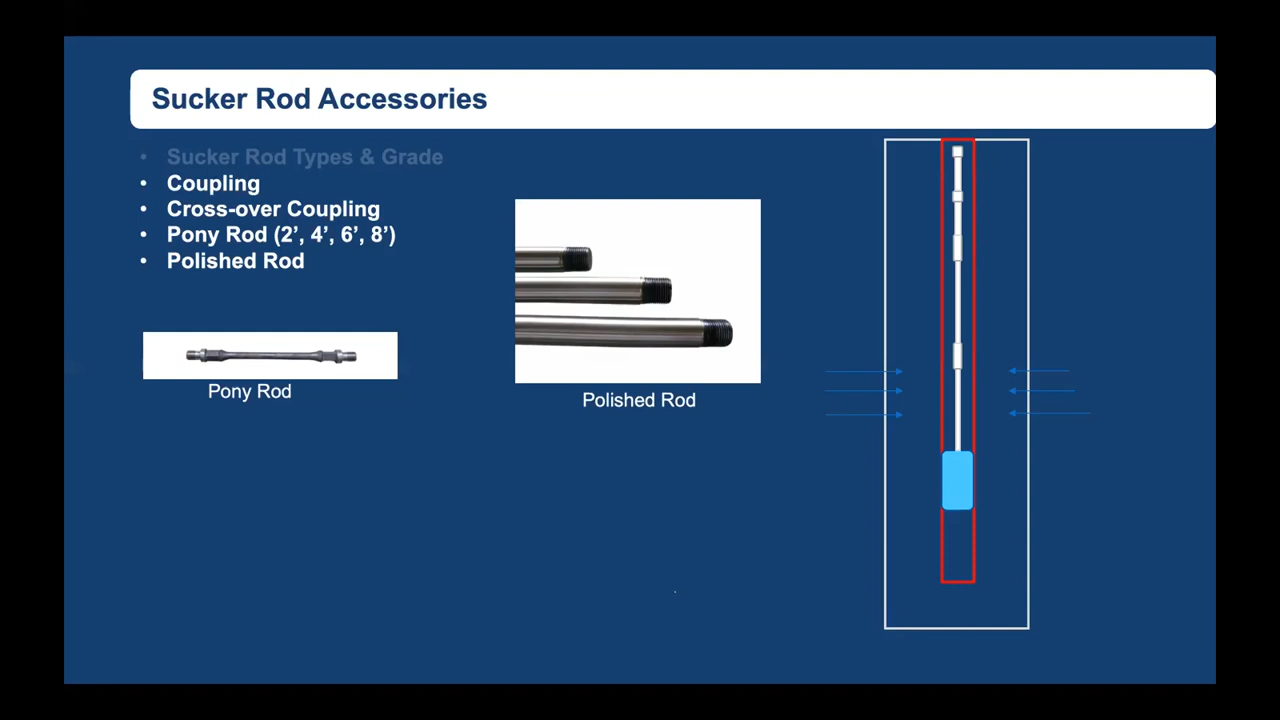 Sucker Rod Accessories
• Sucker Rod Types & Grade
• Coupling
• Cross-over Coupling
• Pony Rod (2’, 4’, 6’, 8’)
• Polished Rod
Pony Rod
Polished Rod